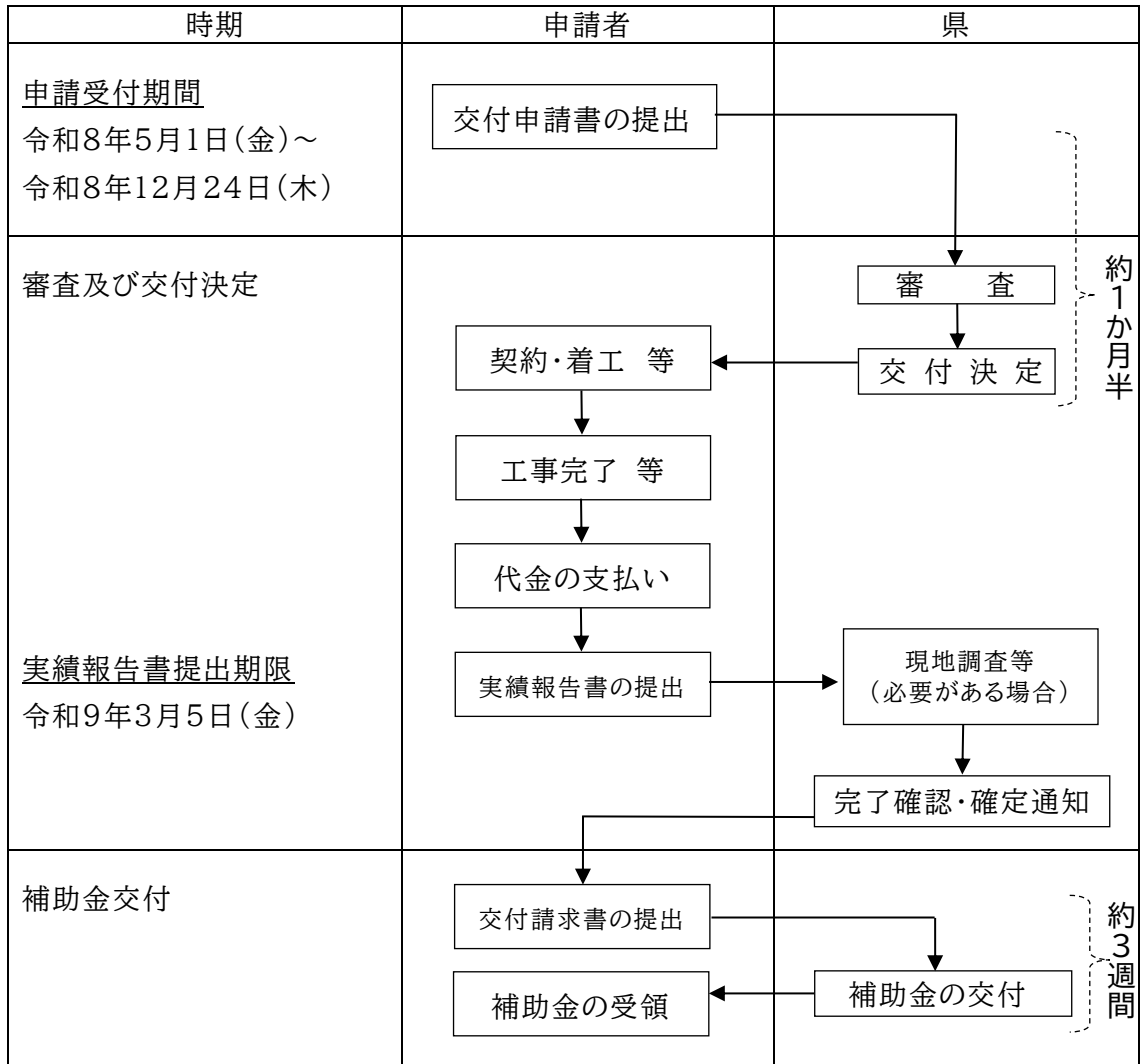 時期
申請者
県
申請受付期間
令和8年5月1日(金)～
令和8年12月24日(木)
交付申請書の提出
審査及び交付決定
審　査
約1か月半
契約・着工 等
交 付 決 定
工事完了 等
代金の支払い
実績報告書提出期限
令和9年3月5日(金)
実績報告書の提出
現地調査等
(必要がある場合)
完了確認・確定通知
補助金交付
交付請求書の提出
約3週間
補助金の受領
補助金の交付